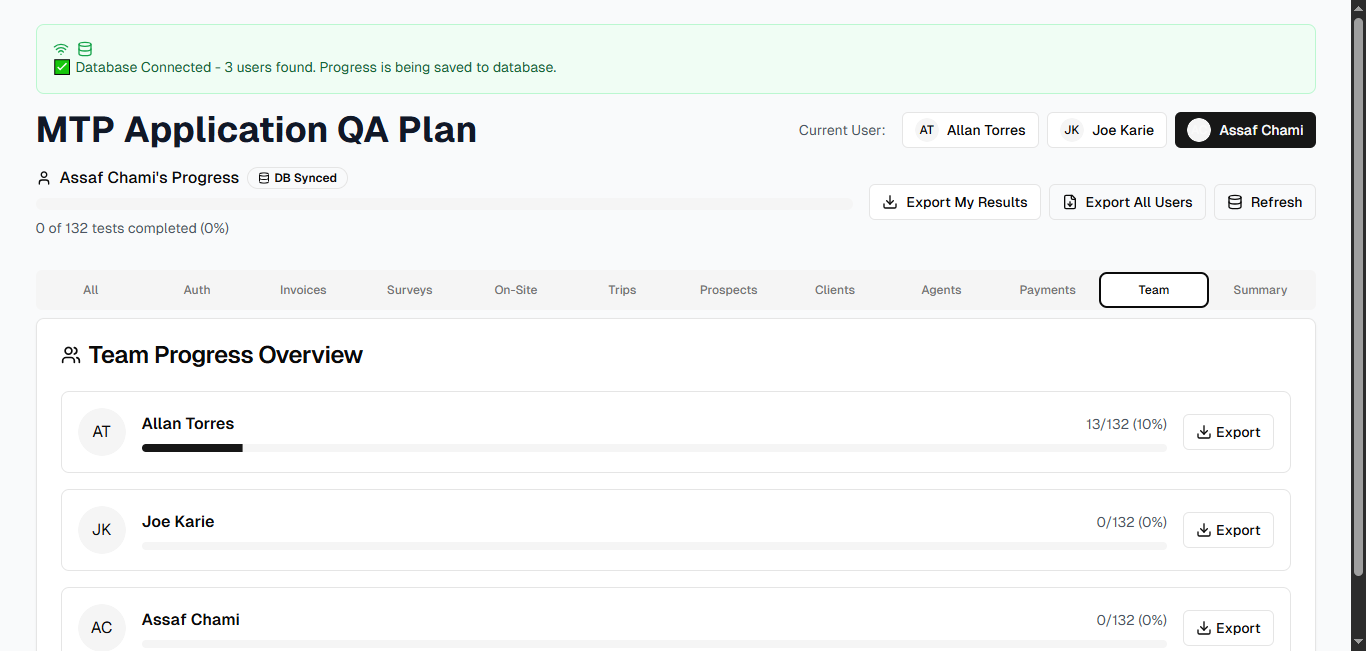 ✅ Database Connected - 3 users found. Progress is being saved to database.
MTP Application QA Plan
Current User: AT Allan Torres JK Joe Karie Assaf Chami
Assaf Chami's Progress DB Synced
Export My Results Export All Users Refresh
0 of 132 tests completed (0%)
All Auth Invoices Surveys On-Site Trips Prospects Clients Agents Payments Team Summary
Team Progress Overview
AT Allan Torres 13/132 (10%) Export
JK Joe Karie 0/132 (0%) Export
AC Assaf Chami 0/132 (0%) Export